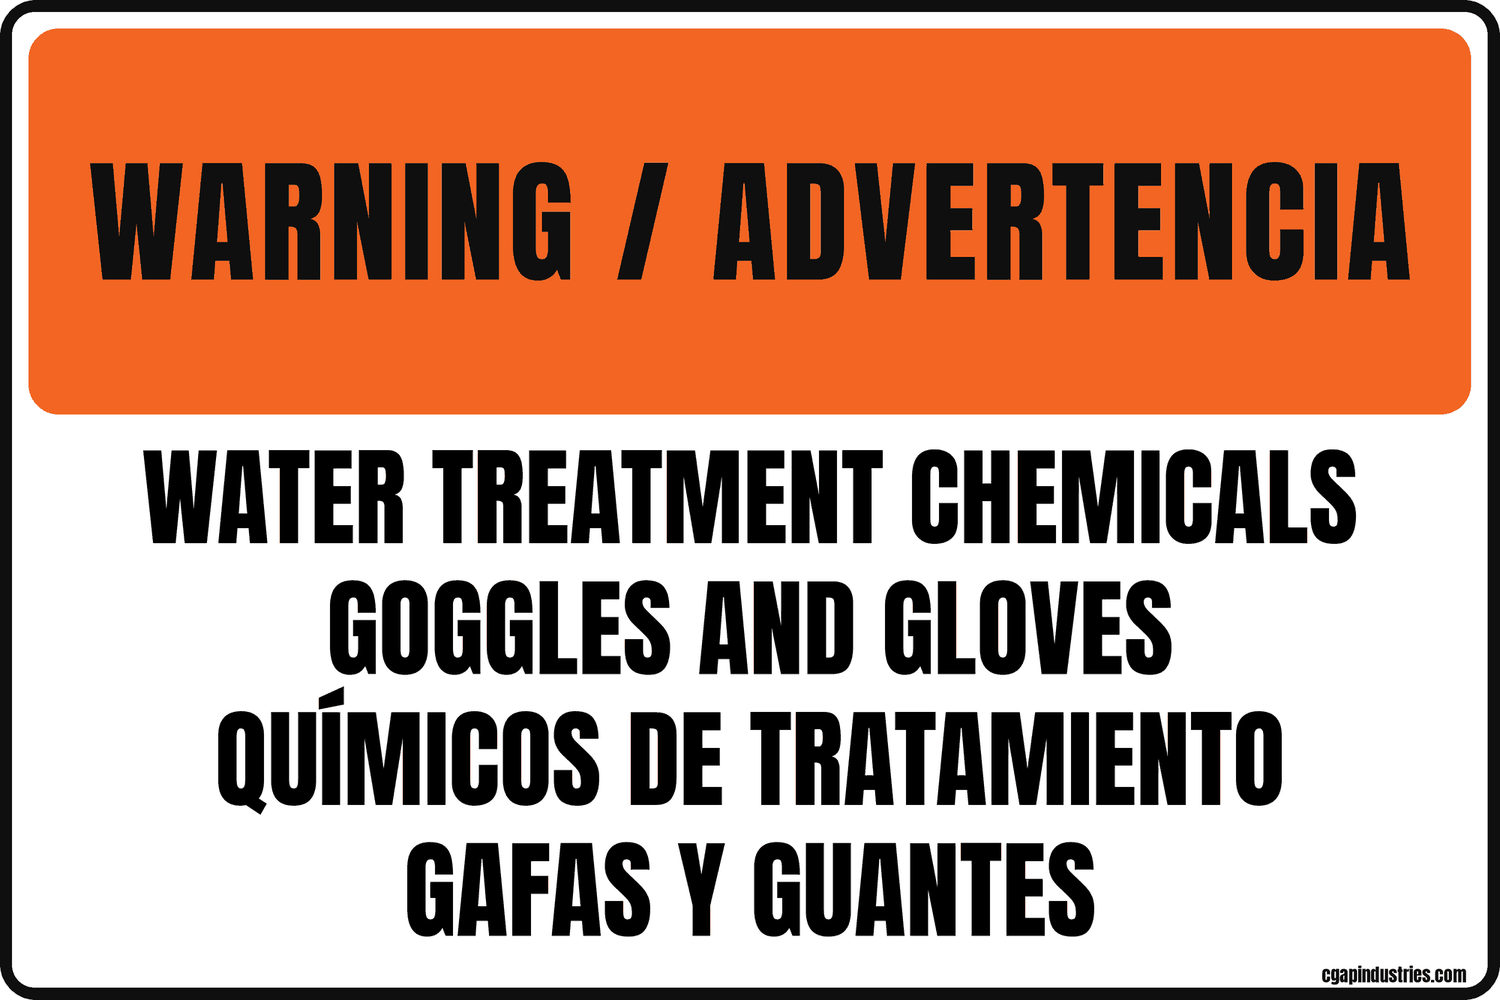 WARNING / ADVERTENCIA
WATER TREATMENT CHEMICALS
GOGGLES AND GLOVES
QUÍMICOS DE TRATAMIENTO
GAFAS Y GUANTES
cgapindustries.com